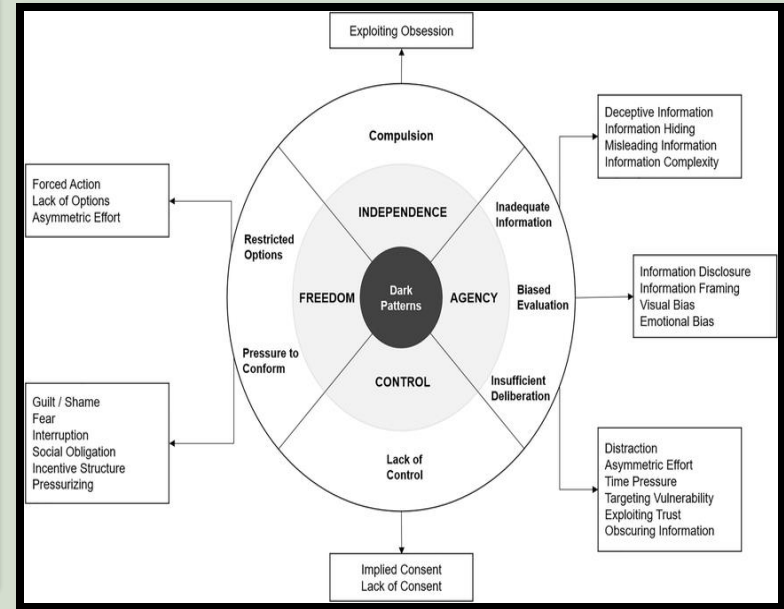 Exploiting Obsession
Compulsion
Deceptive Information
Information Hiding
Misleading Information
Information Complexity
Forced Action
Lack of Options
Asymmetric Effort
INDEPENDENCE
Inadequate
Information
Restricted
Options
FREEDOM
Dark
Patterns
AGENCY
Biased
Evaluation
Information Disclosure
Information Framing
Visual Bias
Emotional Bias
Pressure to
Conform
CONTROL
Insufficient
Deliberation
Guilt / Shame
Fear
Interruption
Social Obligation
Incentive Structure
Pressurizing
Lack of
Control
Distraction
Asymmetric Effort
Time Pressure
Targeting Vulnerability
Exploiting Trust
Obscuring Information
Implied Consent
Lack of Consent